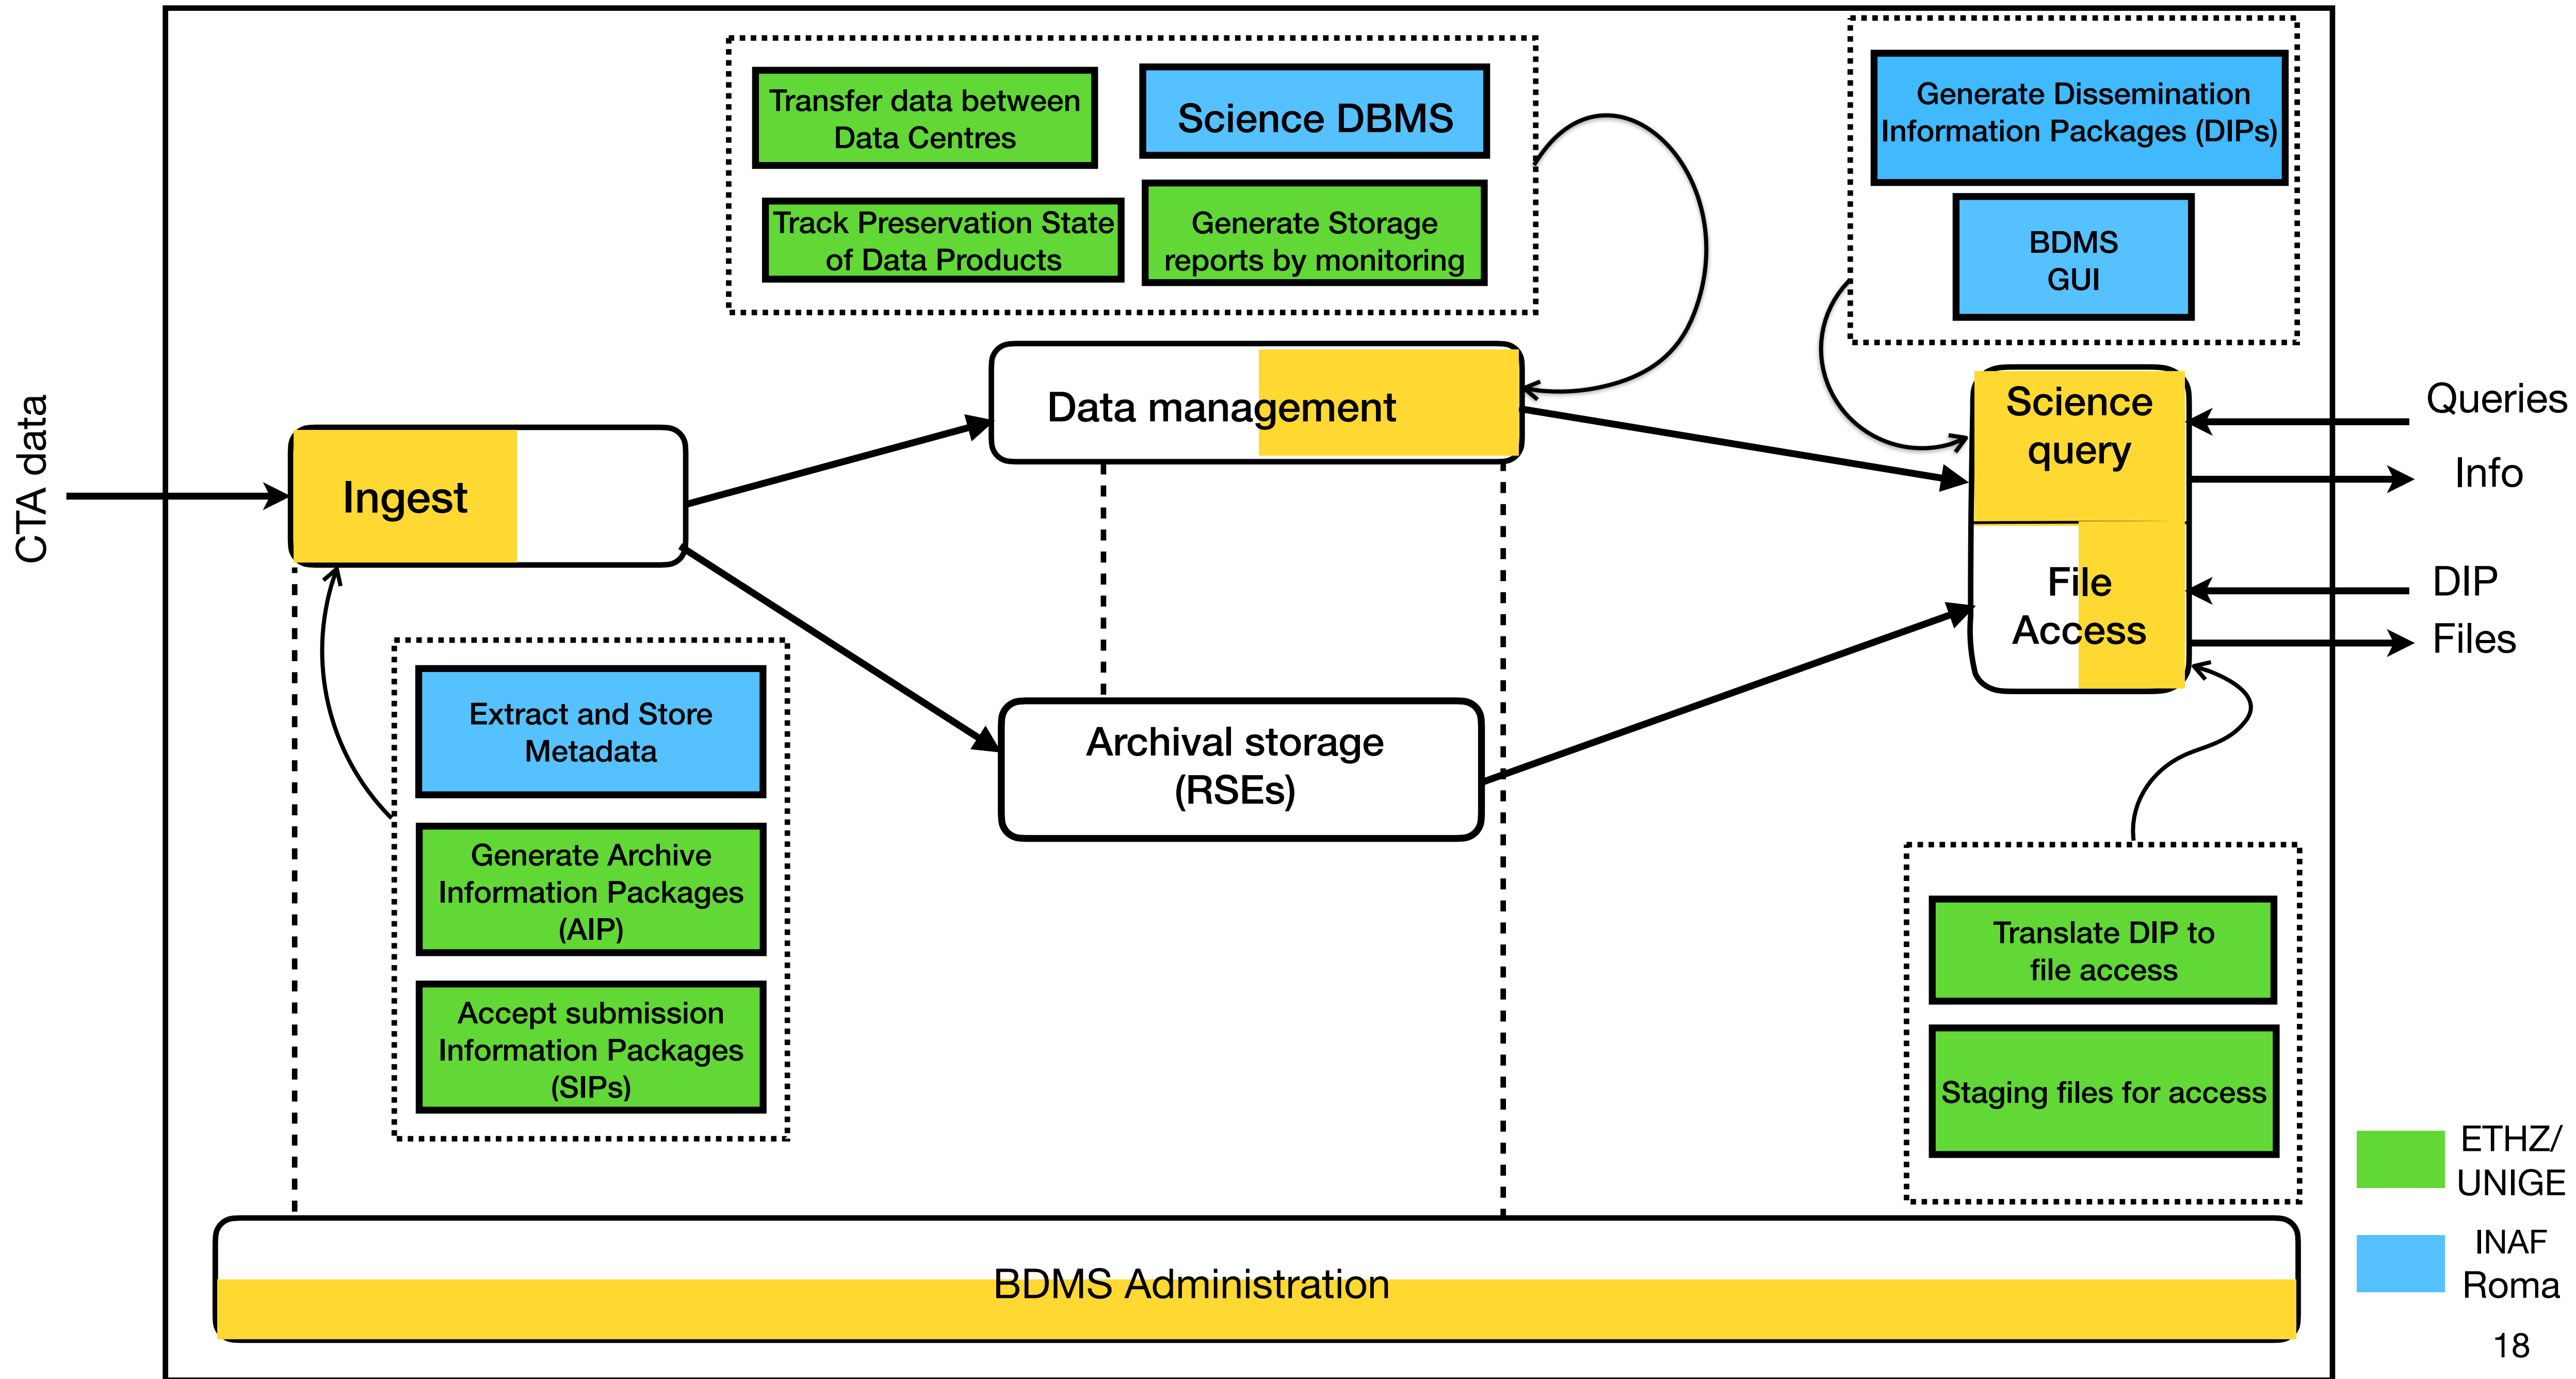 Transfer data between
Data Centres
Science DBMS
Track Preservation State
of Data Products
Generate Storage
reports by monitoring
Generate Dissemination
Information Packages (DIPs)
BDMS
GUI
CTA data
Ingest
Data management
Science
query
File
Access
Queries
Info
DIP
Files
Extract and Store
Metadata
Generate Archive
Information Packages
(AIP)
Accept submission
Information Packages
(SIPs)
Archival storage
(RSEs)
Translate DIP to
file access
Staging files for access
BDMS Administration
ETHZ/
UNIGE
INAF
Roma
18